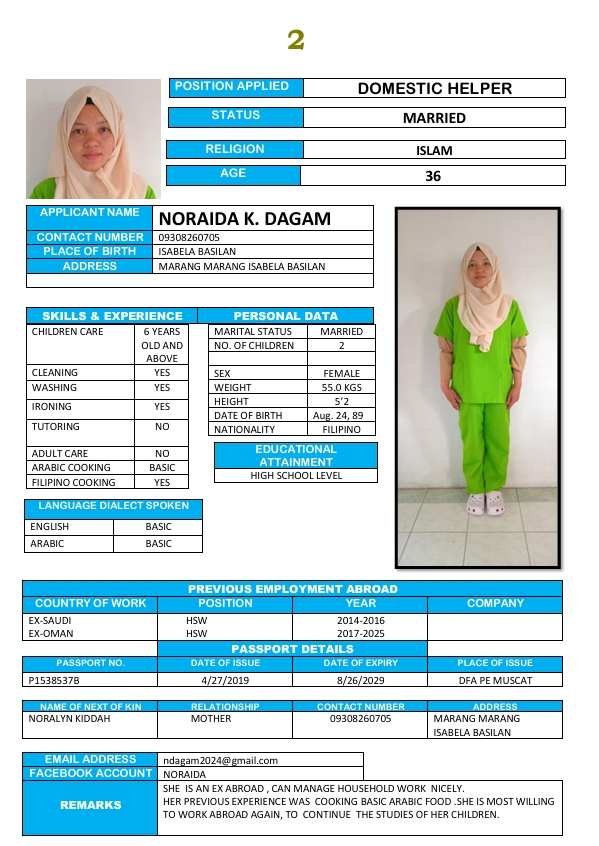 2
POSITION APPLIED DOMESTIC HELPER
STATUS MARRIED
RELIGION ISLAM
AGE 36
APPLICANT NAME NORAIDA K. DAGAM
CONTACT NUMBER 09308260705
PLACE OF BIRTH ISABELA BASILAN
ADDRESS MARANG MARANG ISABELA BASILAN
SKILLS & EXPERIENCE
CHILDREN CARE 6 YEARS
OLD AND
ABOVE
CLEANING YES
WASHING YES
IRONING YES
TUTORING NO
ADULT CARE NO
ARABIC COOKING BASIC
FILIPINO COOKING YES
PERSONAL DATA
MARITAL STATUS MARRIED
NO. OF CHILDREN 2
SEX FEMALE
WEIGHT 55.0 KGS
HEIGHT 5'2
DATE OF BIRTH Aug. 24, 89
NATIONALITY FILIPINO
EDUCATIONAL
ATTAINMENT
HIGH SCHOOL LEVEL
LANGUAGE DIALECT SPOKEN
ENGLISH BASIC
ARABIC BASIC
PREVIOUS EMPLOYMENT ABROAD
COUNTRY OF WORK POSITION YEAR COMPANY
EX-SAUDI HSW 2014-2016
EX-OMAN HSW 2017-2025
PASSPORT DETAILS
PASSPORT NO. DATE OF ISSUE DATE OF EXPIRY PLACE OF ISSUE
P1538537B 4/27/2019 8/26/2029 DFA PE MUSCAT
NAME OF NEXT OF KIN RELATIONSHIP CONTACT NUMBER ADDRESS
NORALYN KIDDAH MOTHER 09308260705 MARANG MARANG
ISABELA BASILAN
EMAIL ADDRESS ndagam2024@gmail.com
FACEBOOK ACCOUNT NORAIDA
REMARKS
SHE IS AN EX ABROAD , CAN MANAGE HOUSEHOLD WORK NICELY.
HER PREVIOUS EXPERIENCE WAS COOKING BASIC ARABIC FOOD .SHE IS MOST WILLING
TO WORK ABROAD AGAIN, TO CONTINUE THE STUDIES OF HER CHILDREN.